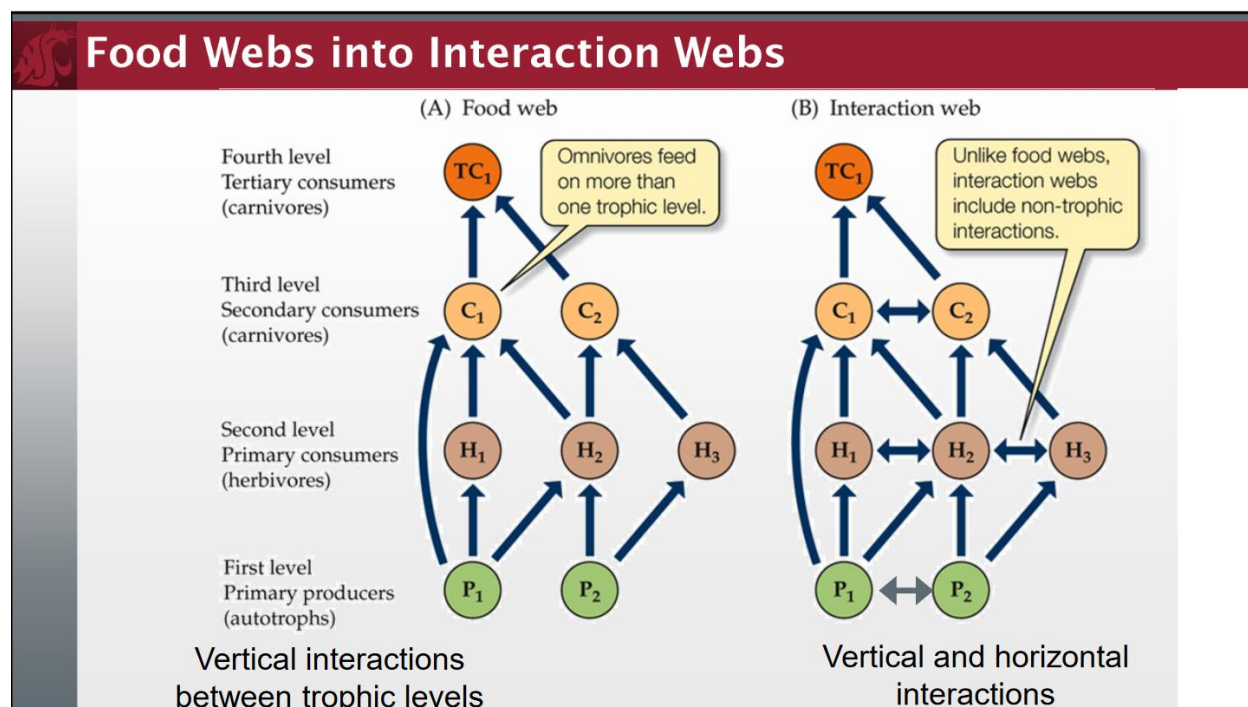 Food Webs into Interaction Webs
(A) Food web
Fourth level
Tertiary consumers
(carnivores)
TC₁
Omnivores feed
on more than
one trophic level.
Third level
Secondary consumers
(carnivores)
C₁
C₂
Second level
Primary consumers
(herbivores)
H₁
H₂
H₃
First level
Primary producers
(autotrophs)
P₁
P₂
Vertical interactions
between trophic levels
(B) Interaction web
TC₁
Unlike food webs,
interaction webs
include non-trophic
interactions.
C₁
C₂
H₁
H₂
H₃
P₁
P₂
Vertical and horizontal
interactions